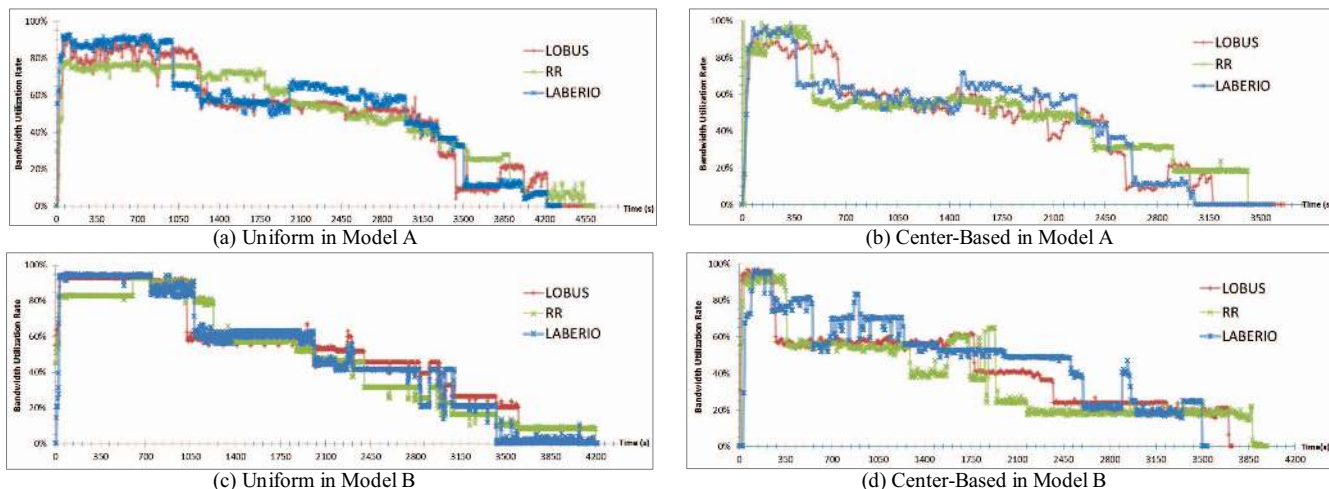 100%
80%
60%
40%
20%
0%
Bandwidth Utilization Rate
LOBUS
RR
LABERIO
0 350 700 1050 1400 1750 2100 2450 2800 3150 3500 3850 4200 4550
Time (s)
(a) Uniform in Model A
100%
80%
60%
40%
20%
0%
Bandwidth Utilization Rate
LOBUS
RR
LABERIO
0 350 700 1050 1400 1750 2100 2450 2800 3150 3500
Time (s)
(b) Center-Based in Model A
100%
80%
60%
40%
20%
0%
Bandwidth Utilization Rate
LOBUS
RR
LABERIO
0 350 700 1050 1400 1750 2100 2450 2800 3150 3500 3850 4200
Time (s)
(c) Uniform in Model B
100%
80%
60%
40%
20%
0%
Bandwidth Utilization Rate
LOBUS
RR
LABERIO
0 350 700 1050 1400 1750 2100 2450 2800 3150 3500 3850 4200
Time(s)
(d) Center-Based in Model B